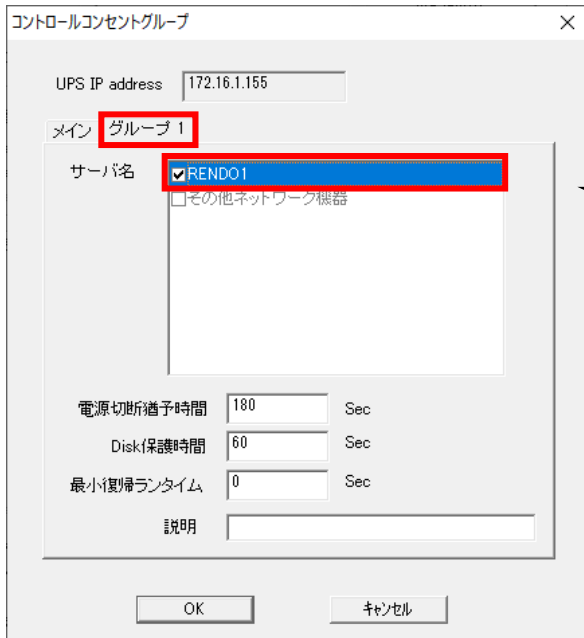 コントロールコンセントグループ
UPS IP address 172.16.1.155
メイン グループ 1
サーバ名 RENDO1
その他ネットワーク機器
電源切断猶予時間 180 Sec
Disk保護時間 60 Sec
最小復帰ランタイム 0 Sec
説明
OK キャンセル